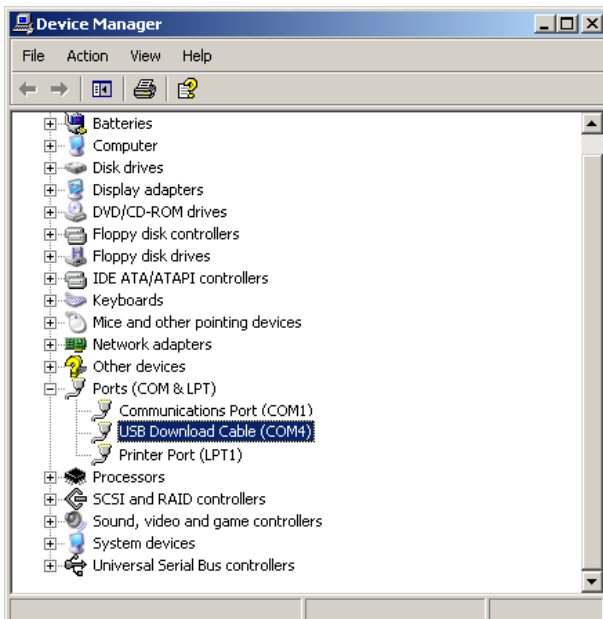 Device Manager
File Action View Help
Batteries
Computer
Disk drives
Display adapters
DVD/CD-ROM drives
Floppy disk controllers
Floppy disk drives
IDE ATA/ATAPI controllers
Keyboards
Mice and other pointing devices
Network adapters
Other devices
Ports (COM & LPT)
Communications Port (COM1)
USB Download Cable (COM4)
Printer Port (LPT1)
Processors
SCSI and RAID controllers
Sound, video and game controllers
System devices
Universal Serial Bus controllers